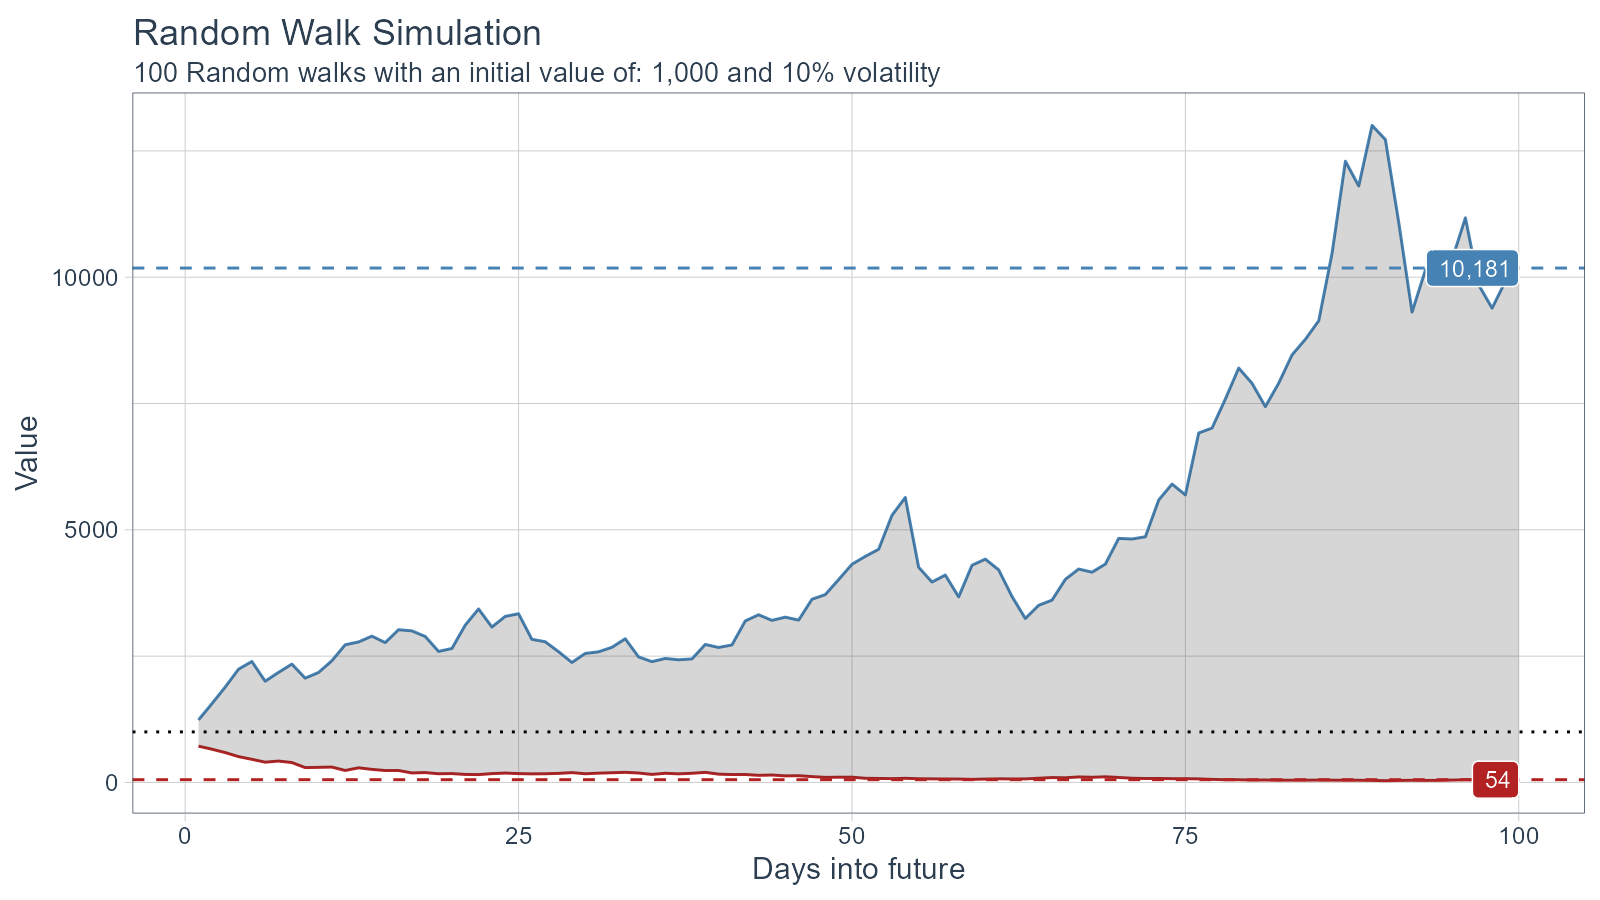 Random Walk Simulation
100 Random walks with an initial value of: 1,000 and 10% volatility
Value
10000
5000
0
10,181
54
0
25
50
75
100
Days into future